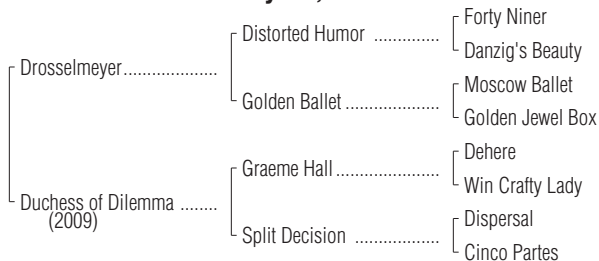 Forty Niner
Distorted Humor ..............
Danzig's Beauty
Drosselmeyer....................
Moscow Ballet
Golden Ballet ....................
Golden Jewel Box
Dehere
Graeme Hall ......................
Win Crafty Lady
Duchess of Dilemma ........
(2009)
Dispersal
Split Decision ..................
Cinco Partes